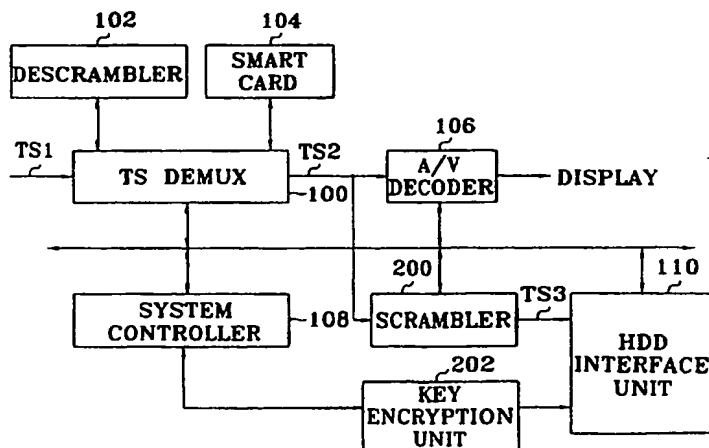 102
DESCRAMBLER
104
SMART
CARD
TS1
TS DEMUX
100
TS2
106
A/V
DECODER
DISPLAY
SYSTEM
CONTROLLER
108
200
SCRAMBLER
TS3
110
HDD
INTERFACE
UNIT
202
KEY
ENCRYPTION
UNIT